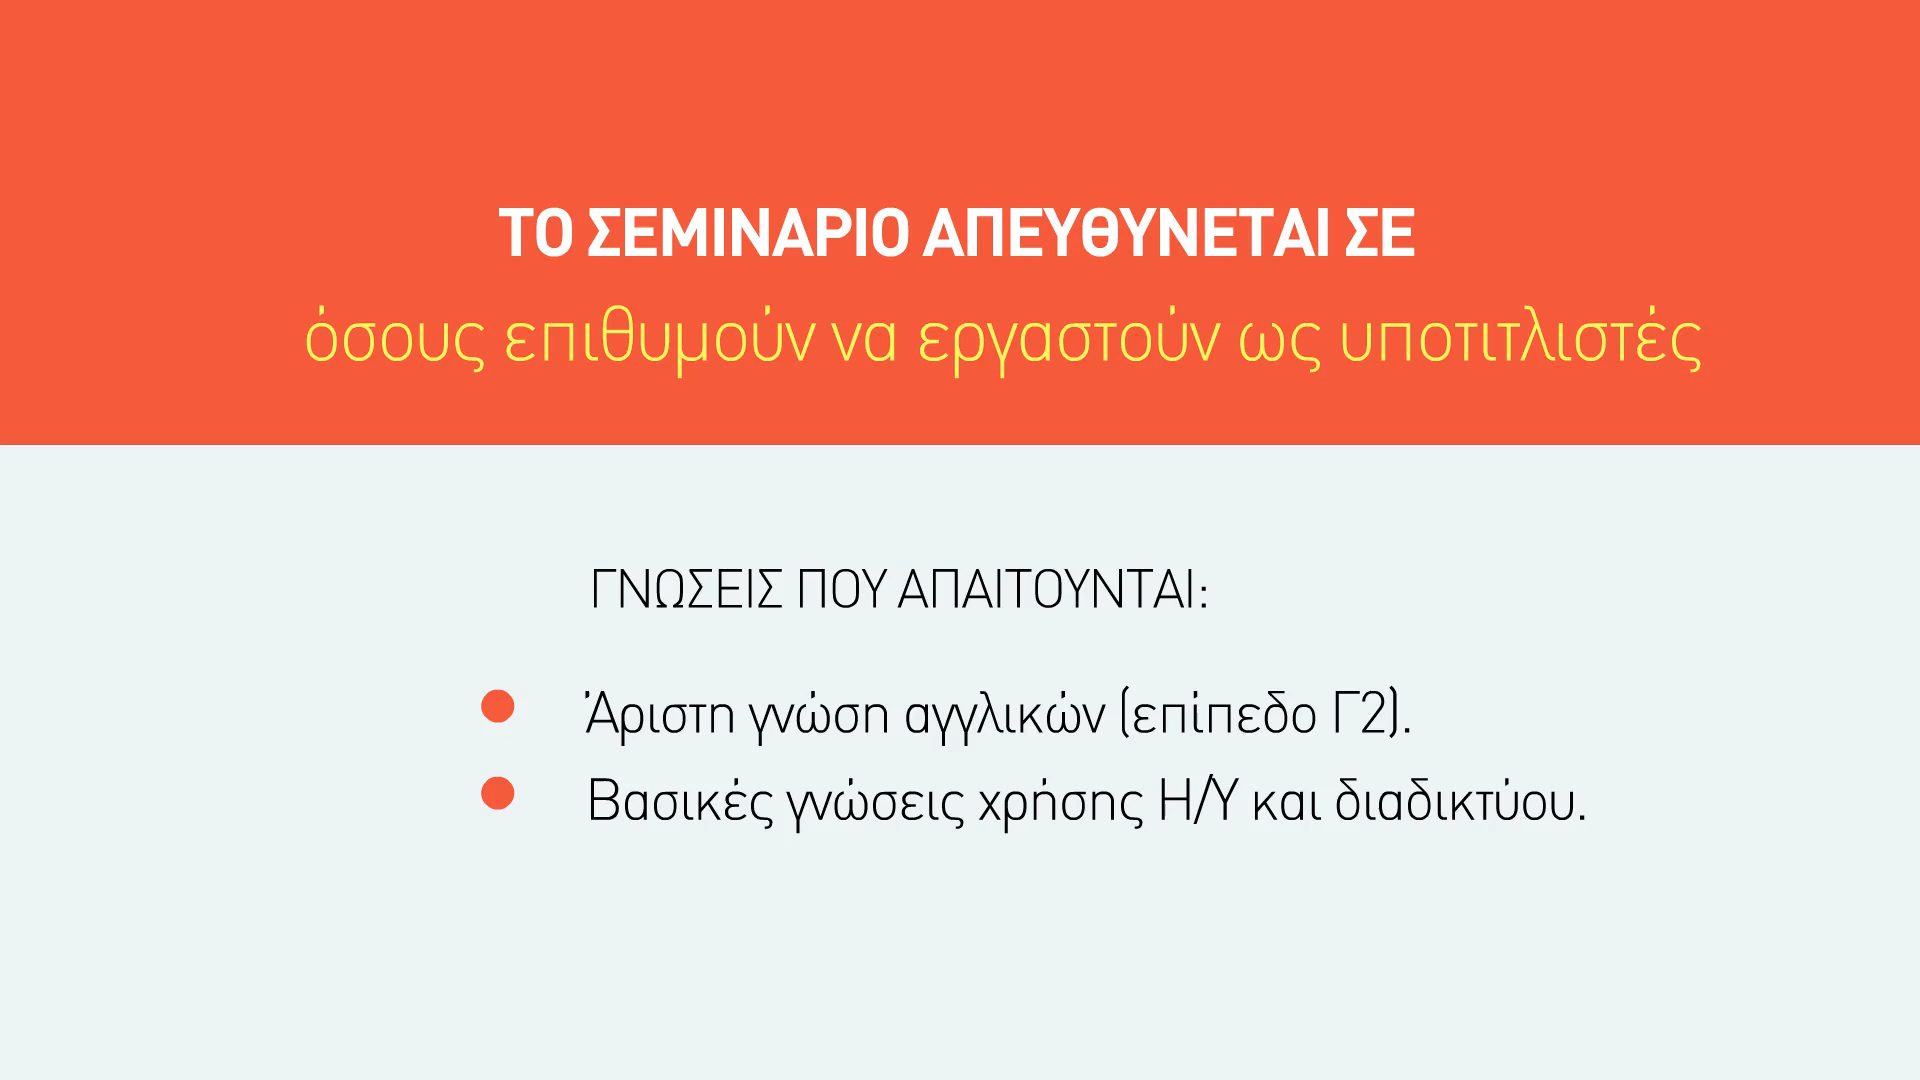 ΤΟ ΣΕΜΙΝΑΡΙΟ ΑΠΕΥΘΥΝΕΤΑΙ ΣΕ
όσους επιθυμούν να εργαστούν ως υποτιτλιστές
ΓΝΩΣΕΙΣ ΠΟΥ ΑΠΑΙΤΟΥΝΤΑΙ:
Άριστη γνώση αγγλικών (επίπεδο Γ2).
Βασικές γνώσεις χρήσης Η/Υ και διαδικτύου.